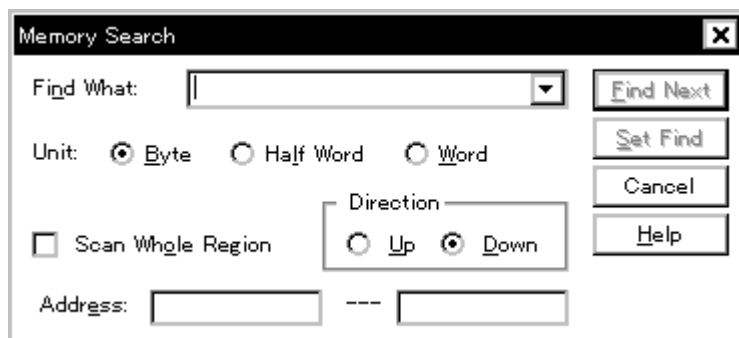 Memory Search
Find What:
Find Next
Unit: Byte Half Word Word
Set Find
Cancel
Direction
Scan Whole Region
Up Down
Help
Address: ---